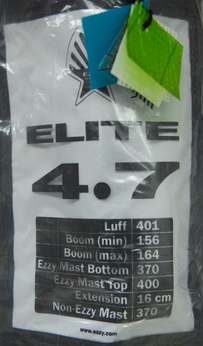 ELITE
4.7
Luff 401
Boom (min) 156
Boom (max) 164
Ezzy Mast Bottom 370
Ezzy Mast Top 400
Extension 16 cm
Non-Ezzy Mast 370
www.ezzy.com